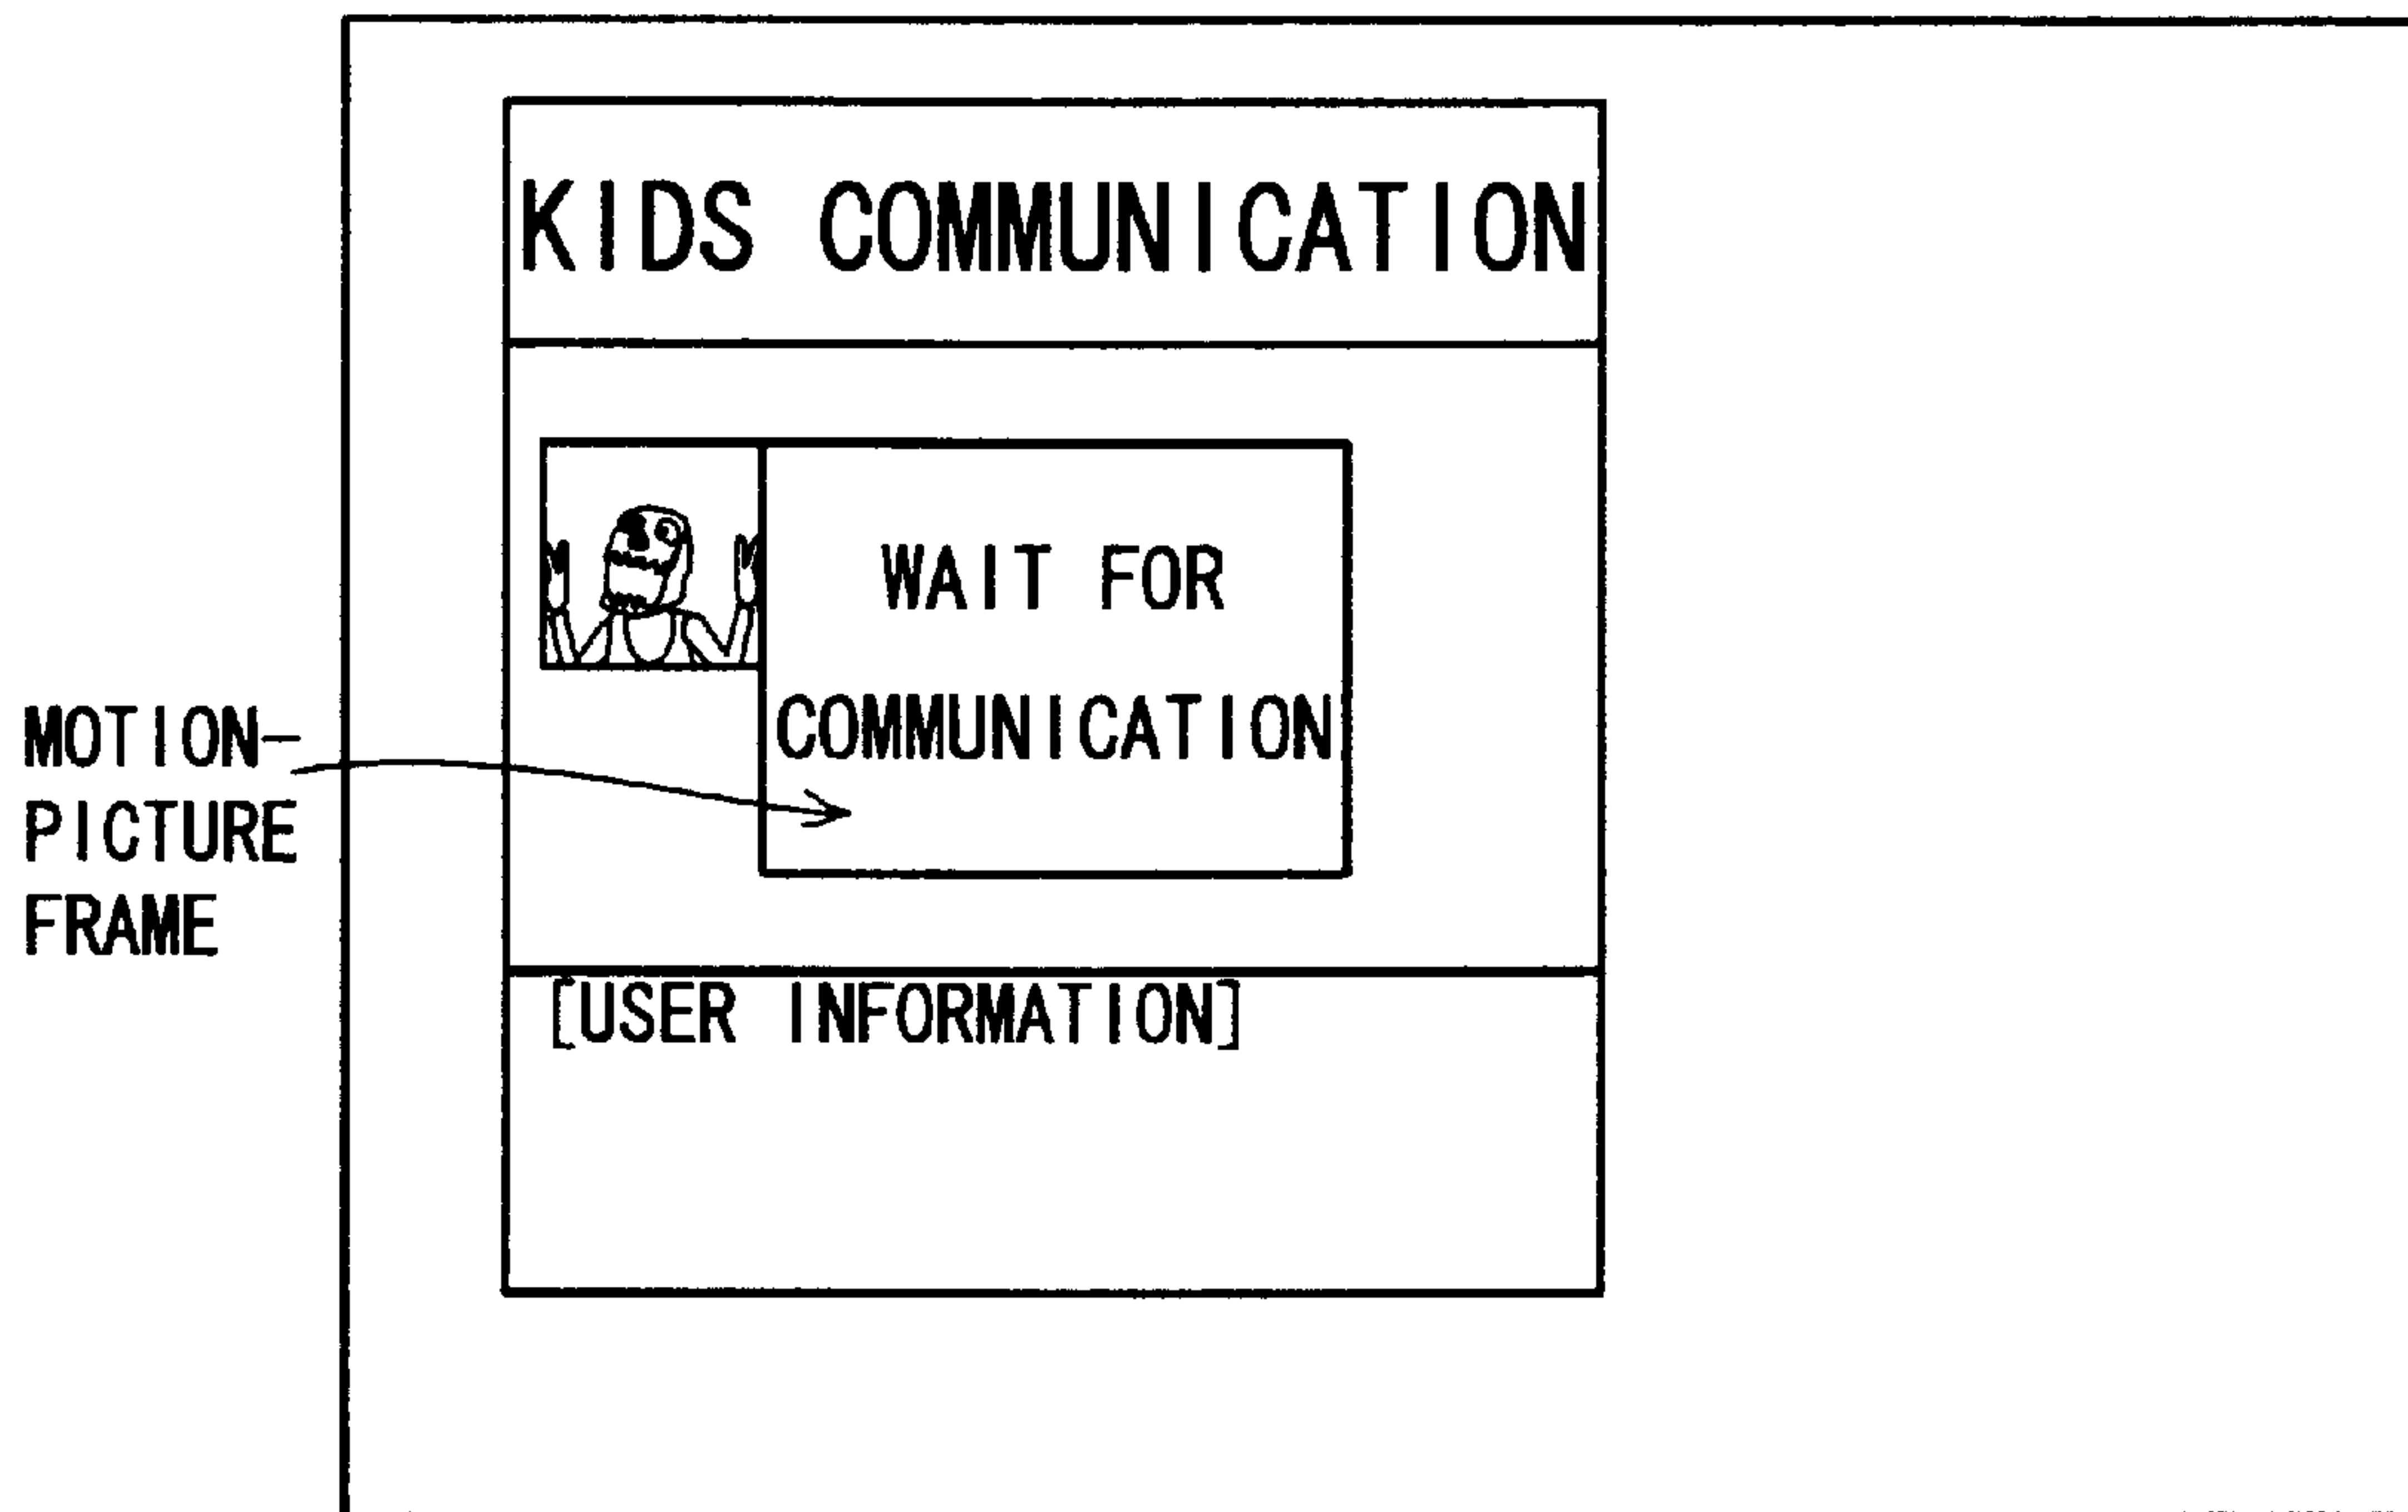 KIDS COMMUNICATION
WAIT FOR
COMMUNICATION
MOTION-
PICTURE
FRAME
[USER INFORMATION]